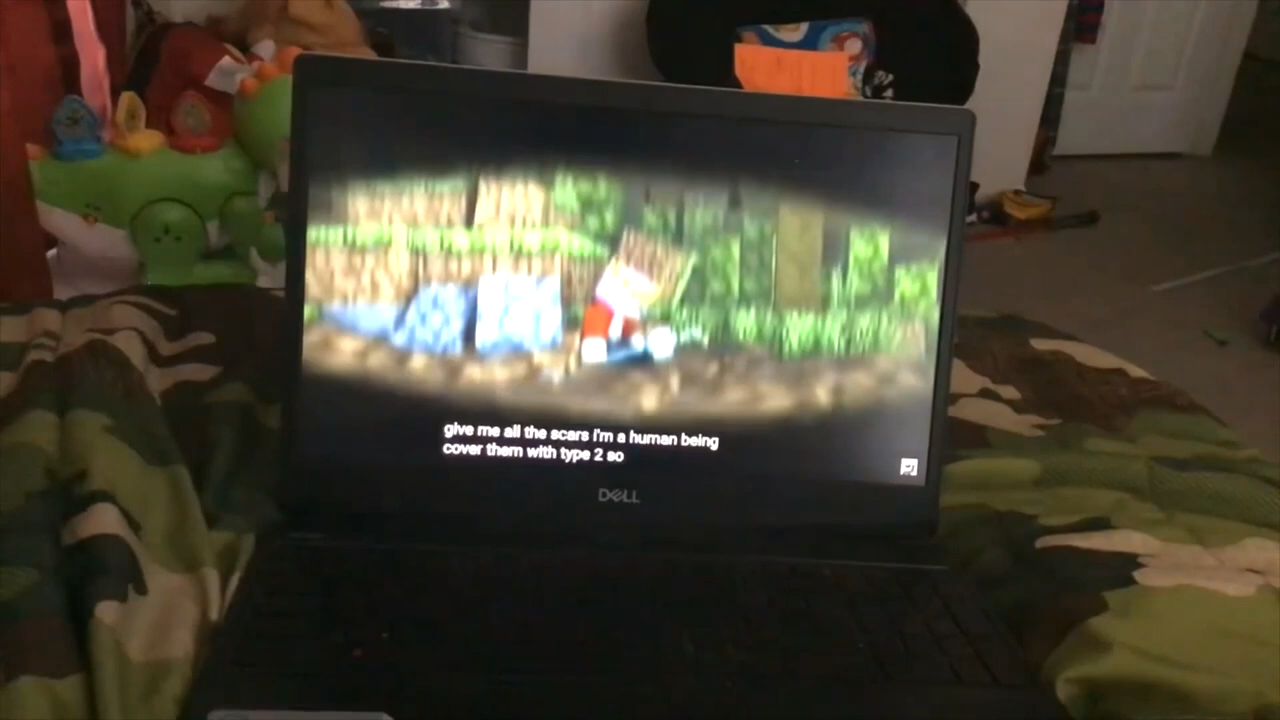 give me all the scars i'm a human being
cover them with type 2 so
DELL